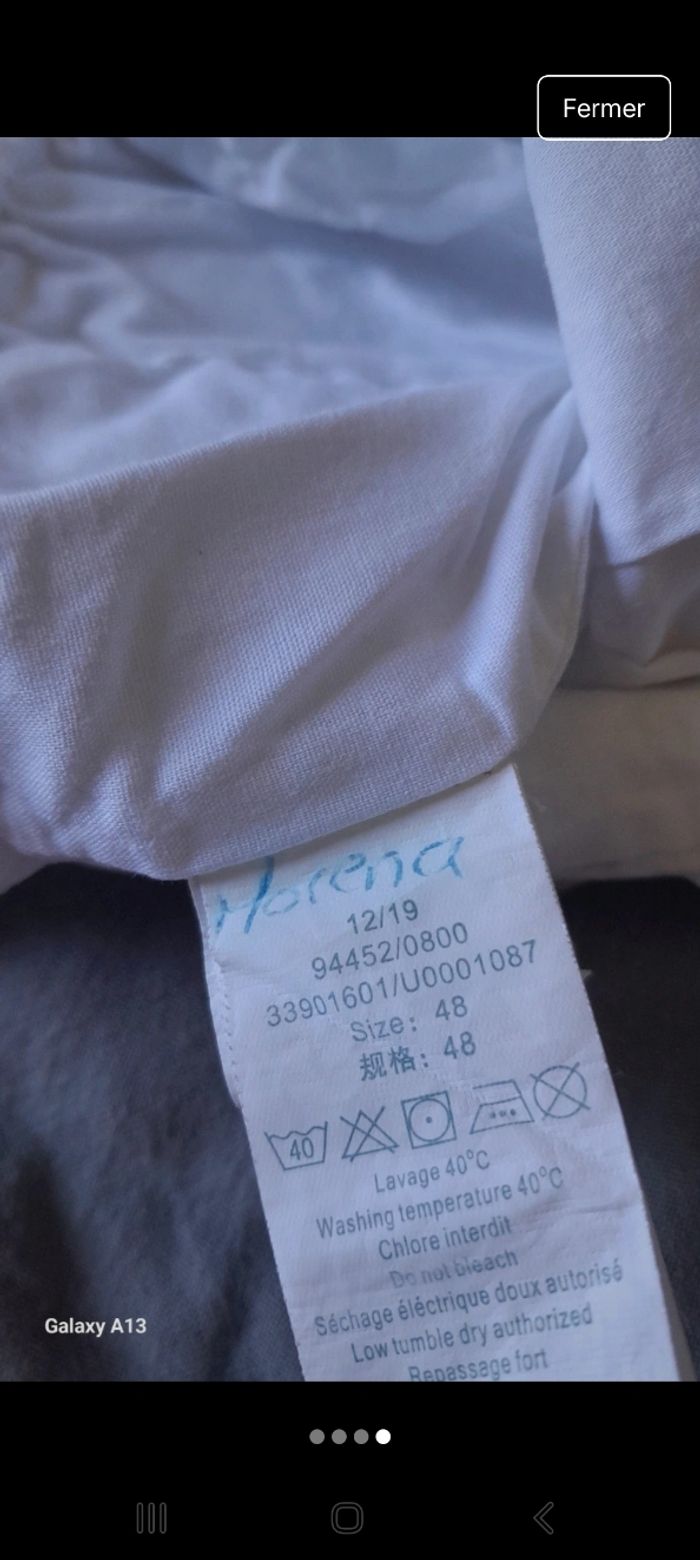 Fermer
Morena
12/19
94452/0800
33901601/U0001087
Size: 48
规格: 48
40
Lavage 40°C
Washing temperature 40°C
Chlore interdit
Do not bleach
Séchage éléctrique doux autorisé
Low tumble dry authorized
Repassage fort
Galaxy A13